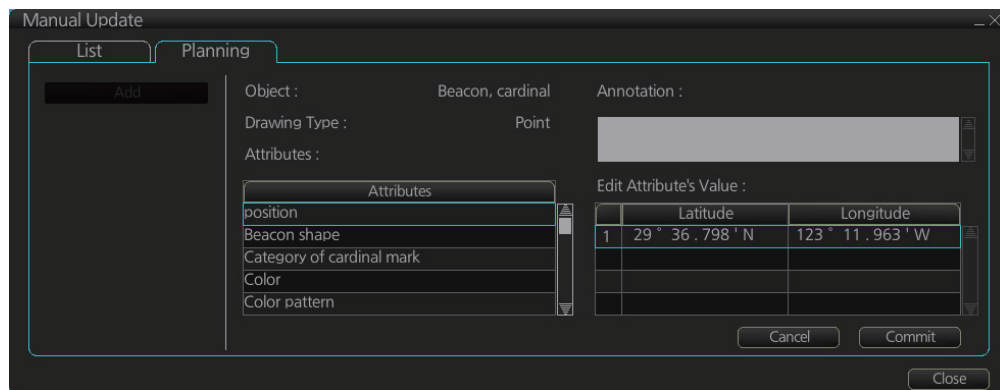 Manual Update
List Planning
Add
Object : Beacon, cardinal
Drawing Type : Point
Attributes :
Attributes
position
Beacon shape
Category of cardinal mark
Color
Color pattern
Annotation :
Edit Attribute's Value :
Latitude Longitude
1 29 ° 36 . 798 ' N 123 ° 11 . 963 ' W
Cancel Commit
Close